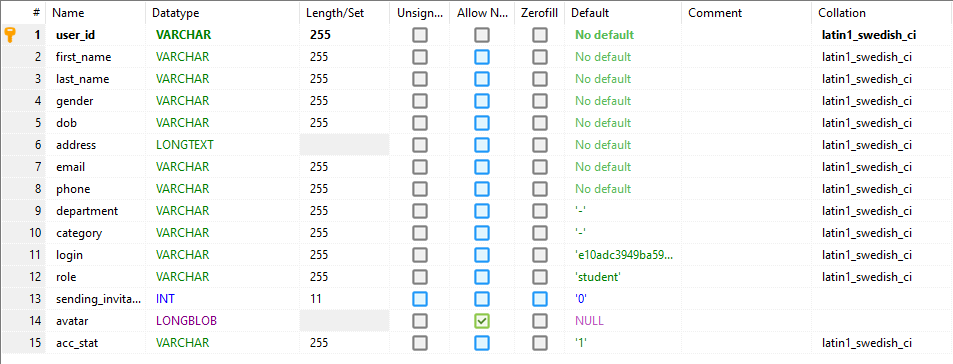 # Name Datatype Length/Set Unsign... Allow N... Zerofill Default Comment Collation
1 user_id VARCHAR 255 No default latin1_swedish_ci
2 first_name VARCHAR 255 No default latin1_swedish_ci
3 last_name VARCHAR 255 No default latin1_swedish_ci
4 gender VARCHAR 255 No default latin1_swedish_ci
5 dob VARCHAR 255 No default latin1_swedish_ci
6 address LONGTEXT No default latin1_swedish_ci
7 email VARCHAR 255 No default latin1_swedish_ci
8 phone VARCHAR 255 No default latin1_swedish_ci
9 department VARCHAR 255 '-' latin1_swedish_ci
10 category VARCHAR 255 '-' latin1_swedish_ci
11 login VARCHAR 255 'e10adc3949ba59... latin1_swedish_ci
12 role VARCHAR 255 'student' latin1_swedish_ci
13 sending_invita... INT 11 '0'
14 avatar LONGBLOB NULL
15 acc_stat VARCHAR 255 '1' latin1_swedish_ci